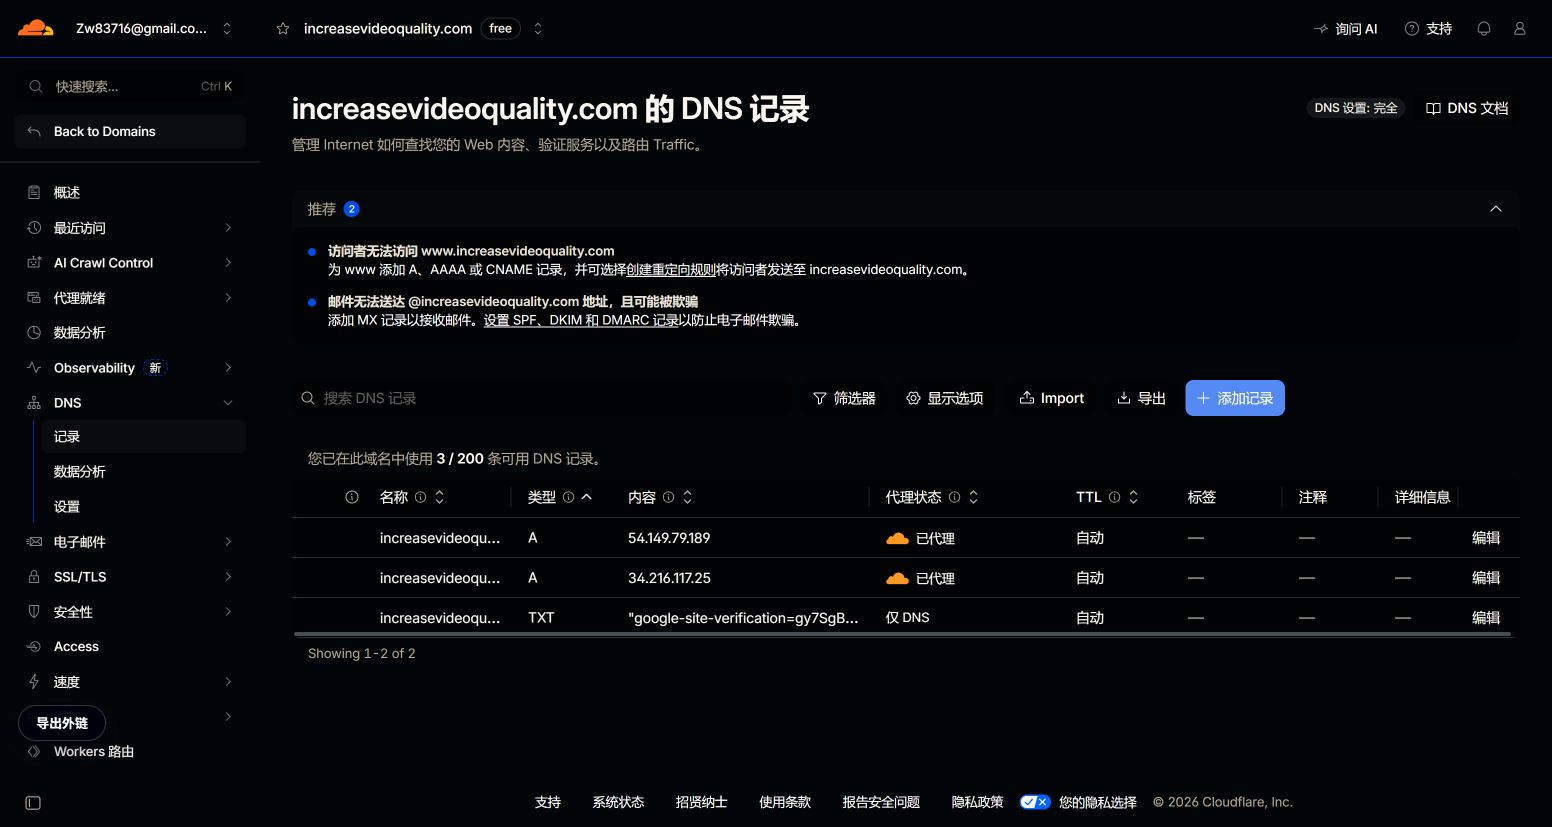 Zw83716@gmail.co...
increasevideoquality.com free
询问 AI
支持
快速搜索... Ctrl K
Back to Domains
概述
最近访问
AI Crawl Control
代理就绪
数据分析
Observability 新
DNS
记录
数据分析
设置
电子邮件
SSL/TLS
安全性
Access
速度
导出外链
Workers 路由
increasevideoquality.com 的 DNS 记录
DNS 设置: 完全
DNS 文档
管理 Internet 如何查找您的 Web 内容、验证服务以及路由 Traffic。
推荐 2
访问者无法访问 www.increasevideoquality.com
为 www 添加 A、AAAA 或 CNAME 记录，并可选择创建重定向规则将访问者发送至 increasevideoquality.com。
邮件无法送达 @increasevideoquality.com 地址，且可能被欺骗
添加 MX 记录以接收邮件。设置 SPF、DKIM 和 DMARC 记录以防止电子邮件欺骗。
搜索 DNS 记录
筛选器
显示选项
Import
导出
添加记录
您已在此域名中使用 3 / 200 条可用 DNS 记录。
名称 类型 内容 代理状态 TTL 标签 注释 详细信息
increasevideoqu... A 54.149.79.189 已代理 自动 — — — 编辑
increasevideoqu... A 34.216.117.25 已代理 自动 — — — 编辑
increasevideoqu... TXT "google-site-verification=gy7SgB... 仅 DNS 自动 — — — 编辑
Showing 1-2 of 2
支持 系统状态 招贤纳士 使用条款 报告安全问题 隐私政策 您的隐私选择 © 2026 Cloudflare, Inc.